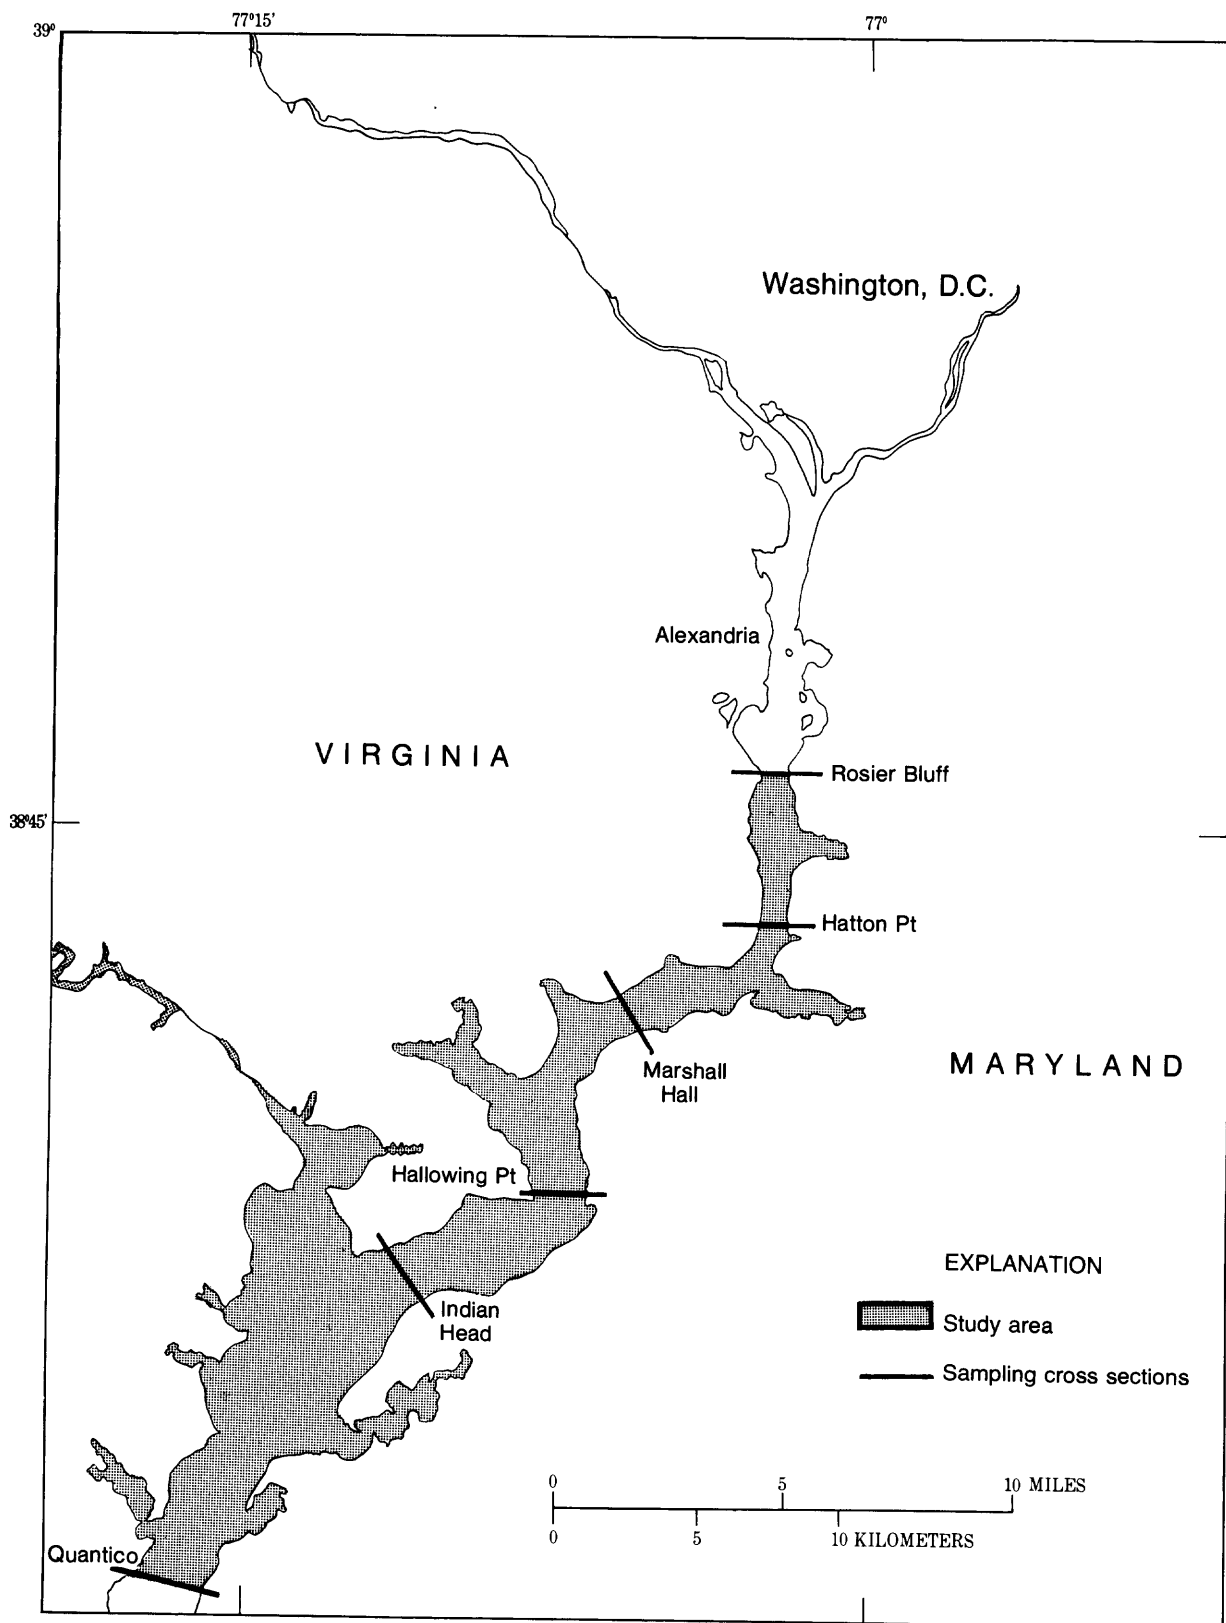 77°15'
77°
39°
Washington, D.C.
Alexandria
VIRGINIA
Rosier Bluff
38°45'
Hatton Pt
Marshall
Hall
MARYLAND
Hallowing Pt
Indian
Head
EXPLANATION
Study area
Sampling cross sections
0 5 10 MILES
0 5 10 KILOMETERS
Quantico